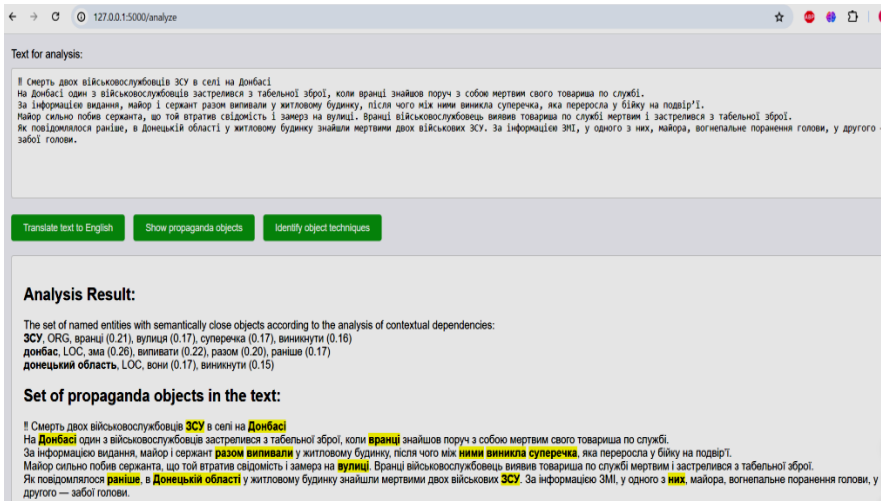 127.0.0.1:5000/analyze
Text for analysis:
‼ Смерть двох військовослужбовців ЗСУ в селі на Донбасі
На Донбасі один з військовослужбовців застрелився з табельної зброї, коли вранці знайшов поруч з собою мертвим свого товариша по службі.
За інформацією видання, майор і сержант разом випивали у житловому будинку, після чого між ними виникла суперечка, яка переросла у бійку на подвір’ї.
Майор сильно побив сержанта, що той втратив свідомість і замерз на вулиці. Вранці військовослужбовець виявив товариша по службі мертвим і застрелився з табельної зброї.
Як повідомлялося раніше, в Донецькій області у житловому будинку знайшли мертвими двох військових ЗСУ. За інформацією ЗМІ, у одного з них, майора, вогнепальне поранення голови, у другого —
забої голови.
Translate text to English
Show propaganda objects
Identify object techniques
Analysis Result:
The set of named entities with semantically close objects according to the analysis of contextual dependencies:
ЗСУ, ORG, вранці (0.21), вулиця (0.17), суперечка (0.17), виникнути (0.16)
донбас, LOC, зма (0.26), випивати (0.22), разом (0.20), раніше (0.17)
донецький область, LOC, вони (0.17), виникнути (0.15)
Set of propaganda objects in the text:
‼ Смерть двох військовослужбовців ЗСУ в селі на Донбасі
На Донбасі один з військовослужбовців застрелився з табельної зброї, коли вранці знайшов поруч з собою мертвим свого товариша по службі.
За інформацією видання, майор і сержант разом випивали у житловому будинку, після чого між ними виникла суперечка, яка переросла у бійку на подвір'ї.
Майор сильно побив сержанта, що той втратив свідомість і замерз на вулиці. Вранці військовослужбовець виявив товариша по службі мертвим і застрелився з табельної зброї.
Як повідомлялося раніше, в Донецькій області у житловому будинку знайшли мертвими двох військових ЗСУ. За інформацією ЗМІ, у одного з них, майора, вогнепальне поранення голови, у
другого — забої голови.